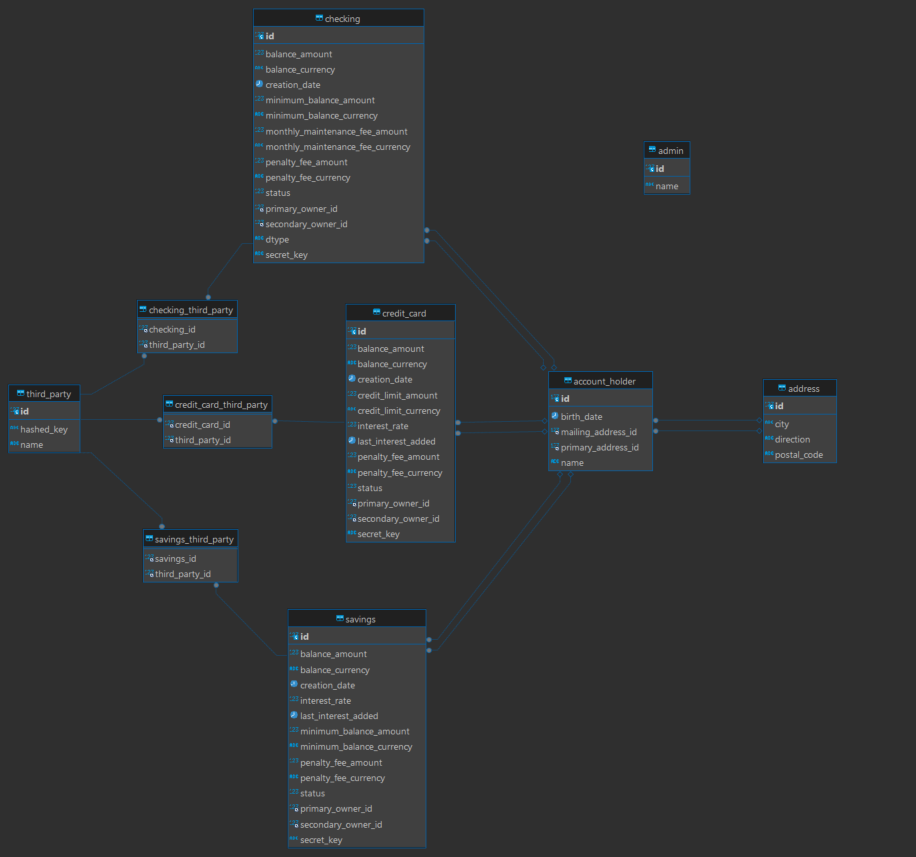 checking
id
balance_amount
balance_currency
creation_date
minimum_balance_amount
minimum_balance_currency
monthly_maintenance_fee_amount
monthly_maintenance_fee_currency
penalty_fee_amount
penalty_fee_currency
status
primary_owner_id
secondary_owner_id
dtype
secret_key
admin
id
name
checking_third_party
checking_id
third_party_id
third_party
id
hashed_key
name
credit_card_third_party
credit_card_id
third_party_id
credit_card
id
balance_amount
balance_currency
creation_date
credit_limit_amount
credit_limit_currency
interest_rate
last_interest_added
penalty_fee_amount
penalty_fee_currency
status
primary_owner_id
secondary_owner_id
secret_key
account_holder
id
birth_date
mailing_address_id
primary_address_id
name
address
id
city
direction
postal_code
savings_third_party
savings_id
third_party_id
savings
id
balance_amount
balance_currency
creation_date
interest_rate
last_interest_added
minimum_balance_amount
minimum_balance_currency
penalty_fee_amount
penalty_fee_currency
status
primary_owner_id
secondary_owner_id
secret_key